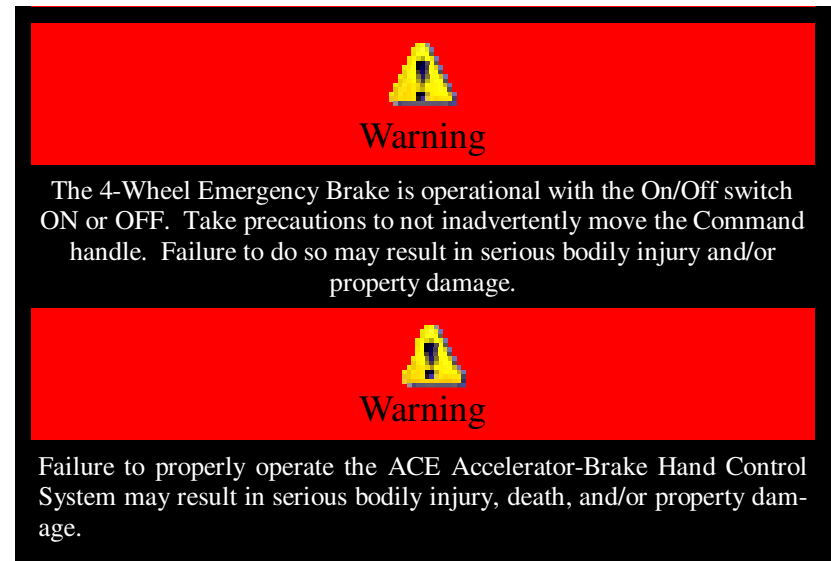 Warning
The 4-Wheel Emergency Brake is operational with the On/Off switch
ON or OFF.  Take precautions to not inadvertently move the Command
handle.  Failure to do so may result in serious bodily injury and/or
property damage.
Warning
Failure to properly operate the ACE Accelerator-Brake Hand Control
System may result in serious bodily injury, death, and/or property dam-
age.